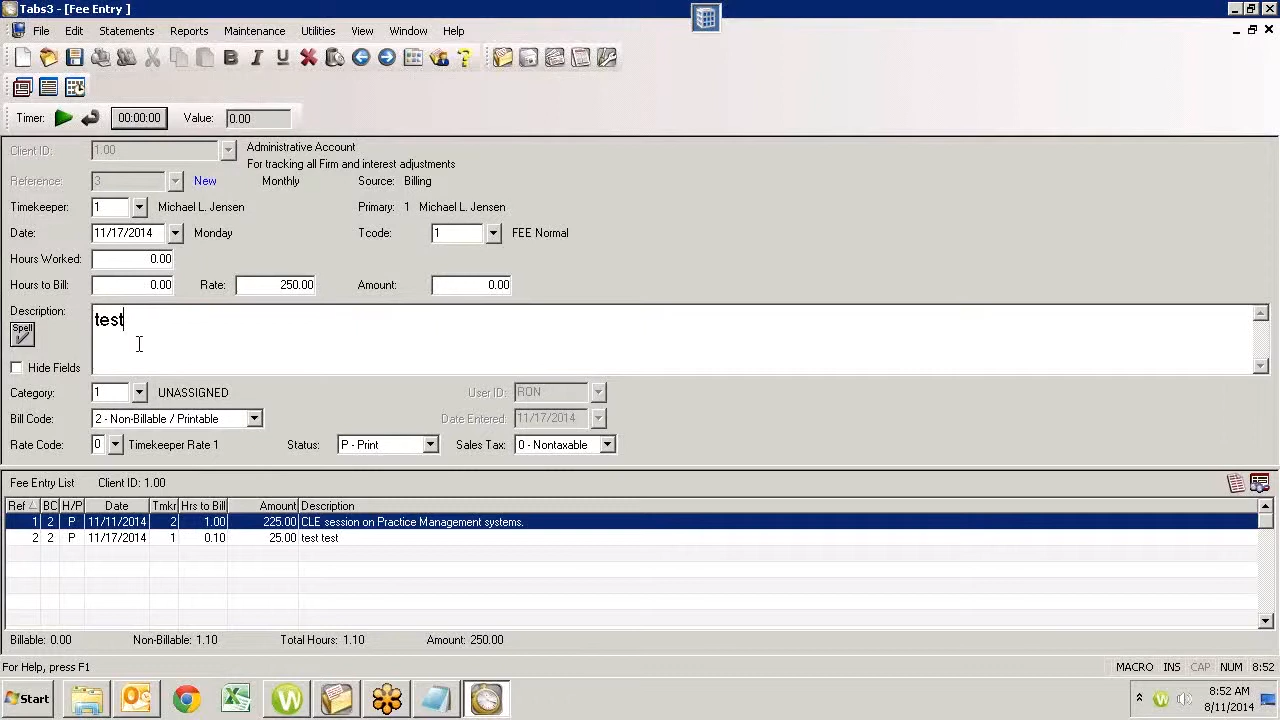 Tabs3 - [Fee Entry ]
File Edit Statements Reports Maintenance Utilities View Window Help
Timer: 00:00:00 Value: 0.00
Client ID: 1.00 Administrative Account
For tracking all Firm and interest adjustments
Reference: 3 New Monthly Source: Billing
Timekeeper: 1 Michael L. Jensen Primary: 1 Michael L. Jensen
Date: 11/17/2014 Monday Tcode: 1 FEE Normal
Hours Worked: 0.00
Hours to Bill: 0.00 Rate: 250.00 Amount: 0.00
Description: test
Spell
Hide Fields
Category: 1 UNASSIGNED User ID: RON
Bill Code: 2 - Non-Billable / Printable Date Entered: 11/17/2014
Rate Code: 0 Timekeeper Rate 1 Status: P - Print Sales Tax: 0 - Nontaxable
Fee Entry List Client ID: 1.00
Ref BC H/P Date Tmkr Hrs to Bill Amount Description
1 2 P 11/11/2014 2 1.00 225.00 CLE session on Practice Management systems.
2 2 P 11/17/2014 1 0.10 25.00 test test
Billable: 0.00 Non-Billable: 1.10 Total Hours: 1.10 Amount: 250.00
For Help, press F1 MACRO INS CAP NUM 8:52
Start 8:52 AM
8/11/2014